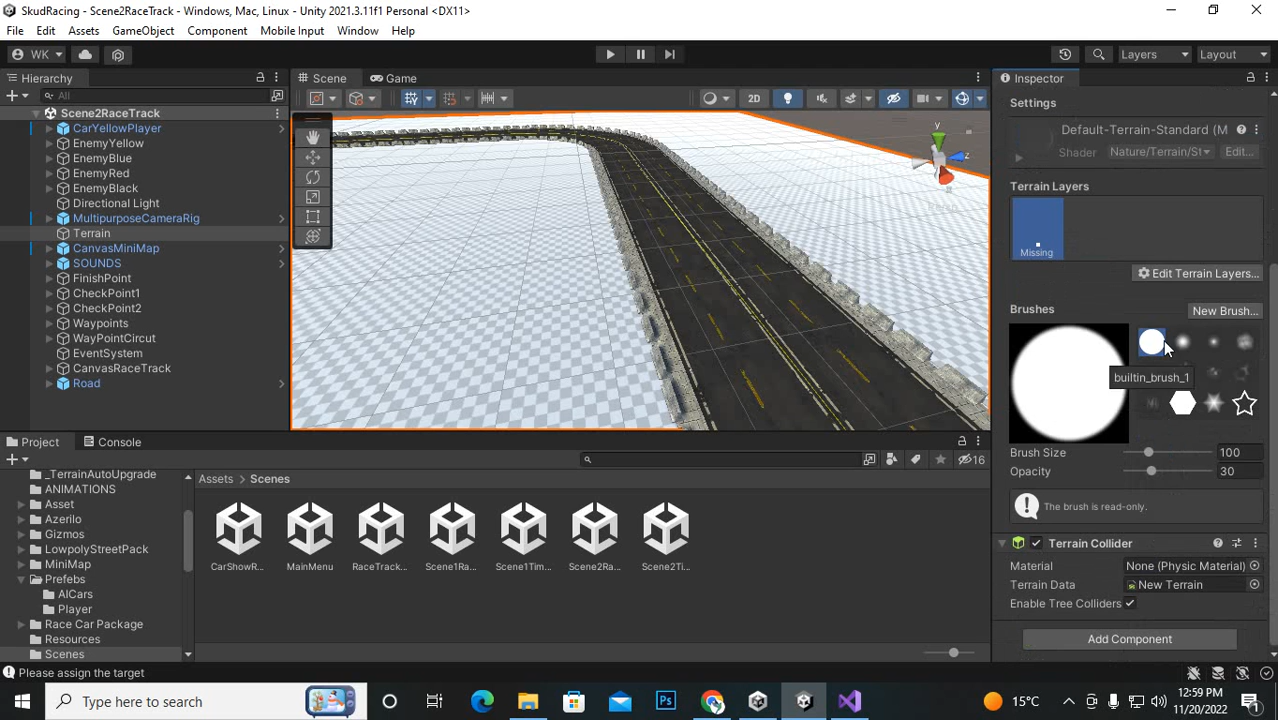 SkudRacing - Scene2RaceTrack - Windows, Mac, Linux - Unity 2021.3.11f1 Personal <DX11>
File Edit Assets GameObject Component Mobile Input Window Help
WK Layers Layout
Hierarchy Scene Game Inspector
All 2D
Scene2RaceTrack
CarYellowPlayer
EnemyYellow
EnemyBlue
EnemyRed
EnemyBlack
Directional Light
MultipurposeCameraRig
Terrain
CanvasMiniMap
SOUNDS
FinishPoint
CheckPoint1
CheckPoint2
Waypoints
WayPointCircut
EventSystem
CanvasRaceTrack
Road
y
z
Settings
Default-Terrain-Standard (M
Shader Nature/Terrain/St Edit...
Terrain Layers
Missing
Edit Terrain Layers...
Brushes New Brush...
builtin_brush_1
Brush Size 100
Opacity 30
The brush is read-only.
Terrain Collider
Material None (Physic Material)
Terrain Data New Terrain
Enable Tree Colliders
Add Component
Project Console
16
_TerrainAutoUpgrade
ANIMATIONS
Asset
Azerilo
Gizmos
LowpolyStreetPack
MiniMap
Prefebs
AICars
Player
Race Car Package
Resources
Scenes
Assets > Scenes
CarShowR... MainMenu RaceTrack... Scene1Ra... Scene1Tim... Scene2Ra... Scene2Ti...
Please assign the target
Type here to search
Ps
15°C
12:59 PM
11/20/2022
1